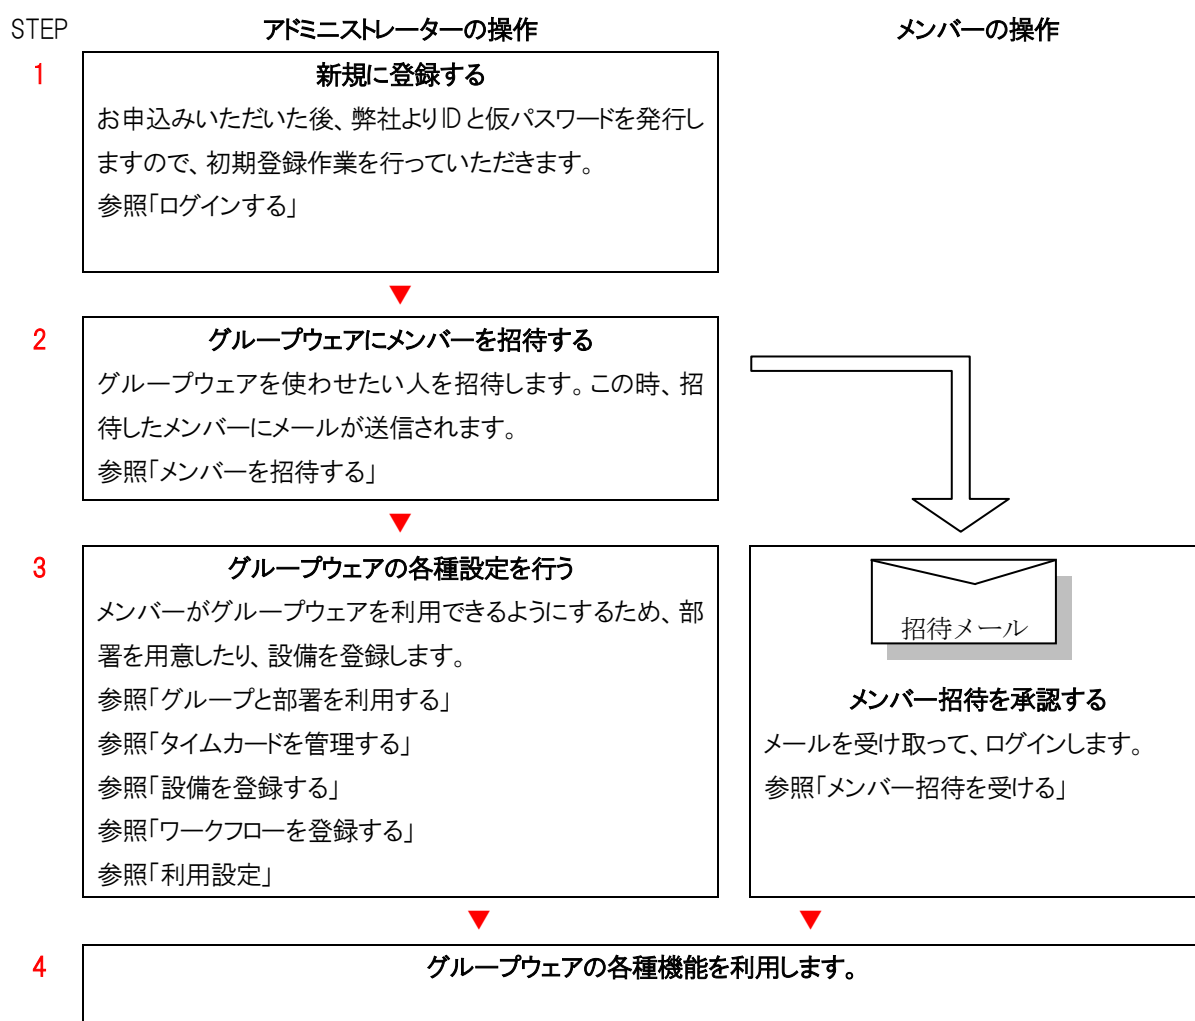 STEP アドミニストレーターの操作 メンバーの操作
1 新規に登録する
お申込みいただいた後、弊社よりIDと仮パスワードを発行し
ますので、初期登録作業を行っていただきます。
参照「ログインする」
▼
2 グループウェアにメンバーを招待する
グループウェアを使わせたい人を招待します。この時、招
待したメンバーにメールが送信されます。
参照「メンバーを招待する」
▼
3 グループウェアの各種設定を行う
メンバーがグループウェアを利用できるようにするため、部
署を用意したり、設備を登録します。
参照「グループと部署を利用する」
参照「タイムカードを管理する」
参照「設備を登録する」
参照「ワークフローを登録する」
参照「利用設定」
招待メール
メンバー招待を承認する
メールを受け取って、ログインします。
参照「メンバー招待を受ける」
▼ ▼
4 グループウェアの各種機能を利用します。